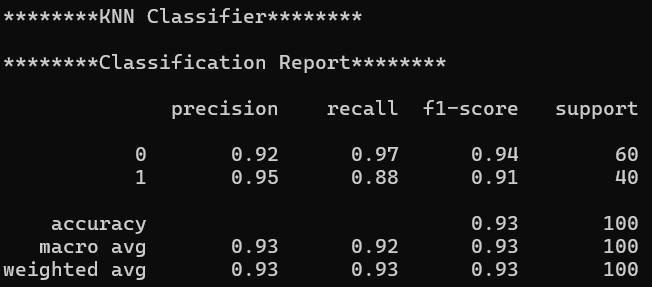 ********KNN Classifier********
********Classification Report********
precision recall f1-score support
0 0.92 0.97 0.94 60
1 0.95 0.88 0.91 40
accuracy 0.93 100
macro avg 0.93 0.92 0.93 100
weighted avg 0.93 0.93 0.93 100